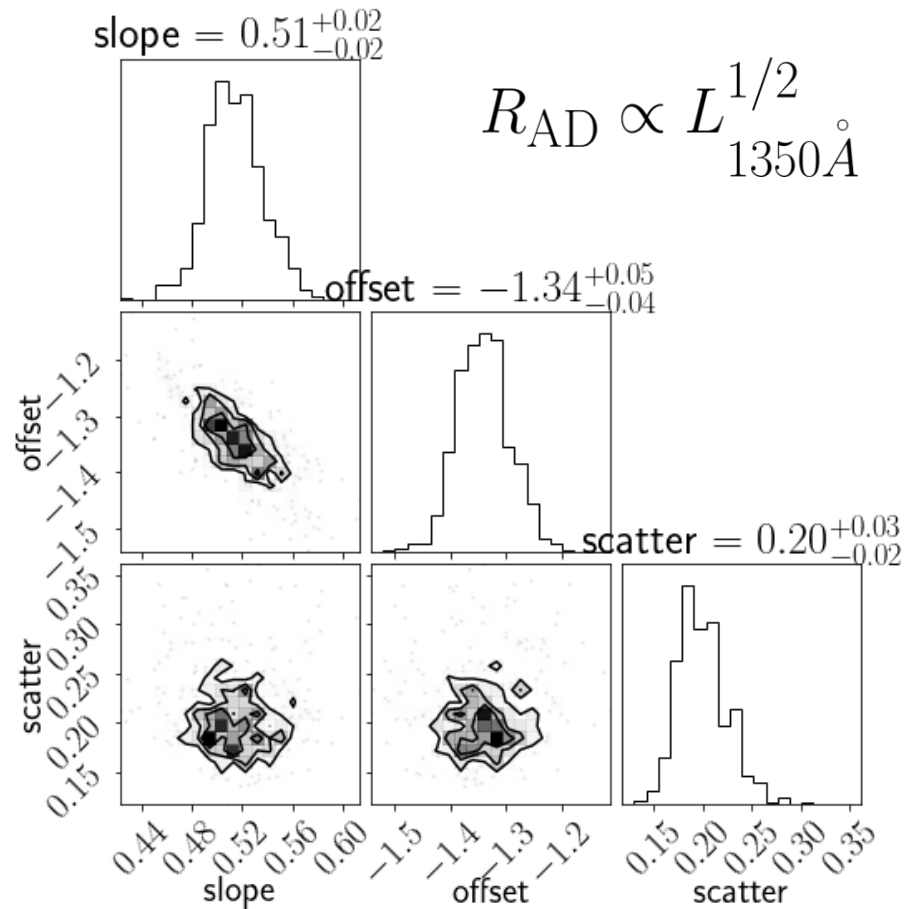 slope = 0.51^{+0.02}_{-0.02}
R_{AD} ∝ L^{1/2}_{1350Å}
offset = −1.34^{+0.05}_{-0.04}
offset
−1.2
−1.3
−1.4
−1.5
scatter = 0.20^{+0.03}_{-0.02}
scatter
0.35
0.30
0.25
0.20
0.15
0.44 0.48 0.52 0.56 0.60
slope
−1.5 −1.4 −1.3 −1.2
offset
0.15 0.20 0.25 0.30 0.35
scatter